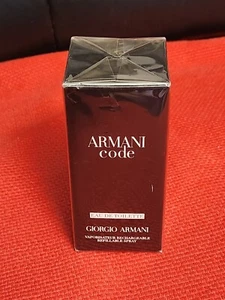 ARMANI
code
EAU DE TOILETTE
GIORGIO ARMANI
VAPORISATEUR RECHARGEABLE
REFILLABLE SPRAY